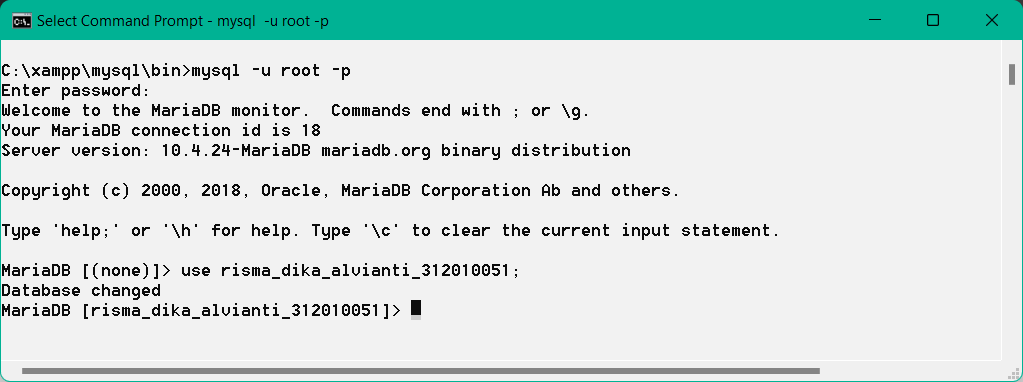 Select Command Prompt - mysql  -u root -p
C:\xampp\mysql\bin>mysql -u root -p
Enter password:
Welcome to the MariaDB monitor.  Commands end with ; or \g.
Your MariaDB connection id is 18
Server version: 10.4.24-MariaDB mariadb.org binary distribution
Copyright (c) 2000, 2018, Oracle, MariaDB Corporation Ab and others.
Type 'help;' or '\h' for help. Type '\c' to clear the current input statement.
MariaDB [(none)]> use risma_dika_alvianti_312010051;
Database changed
MariaDB [risma_dika_alvianti_312010051]>